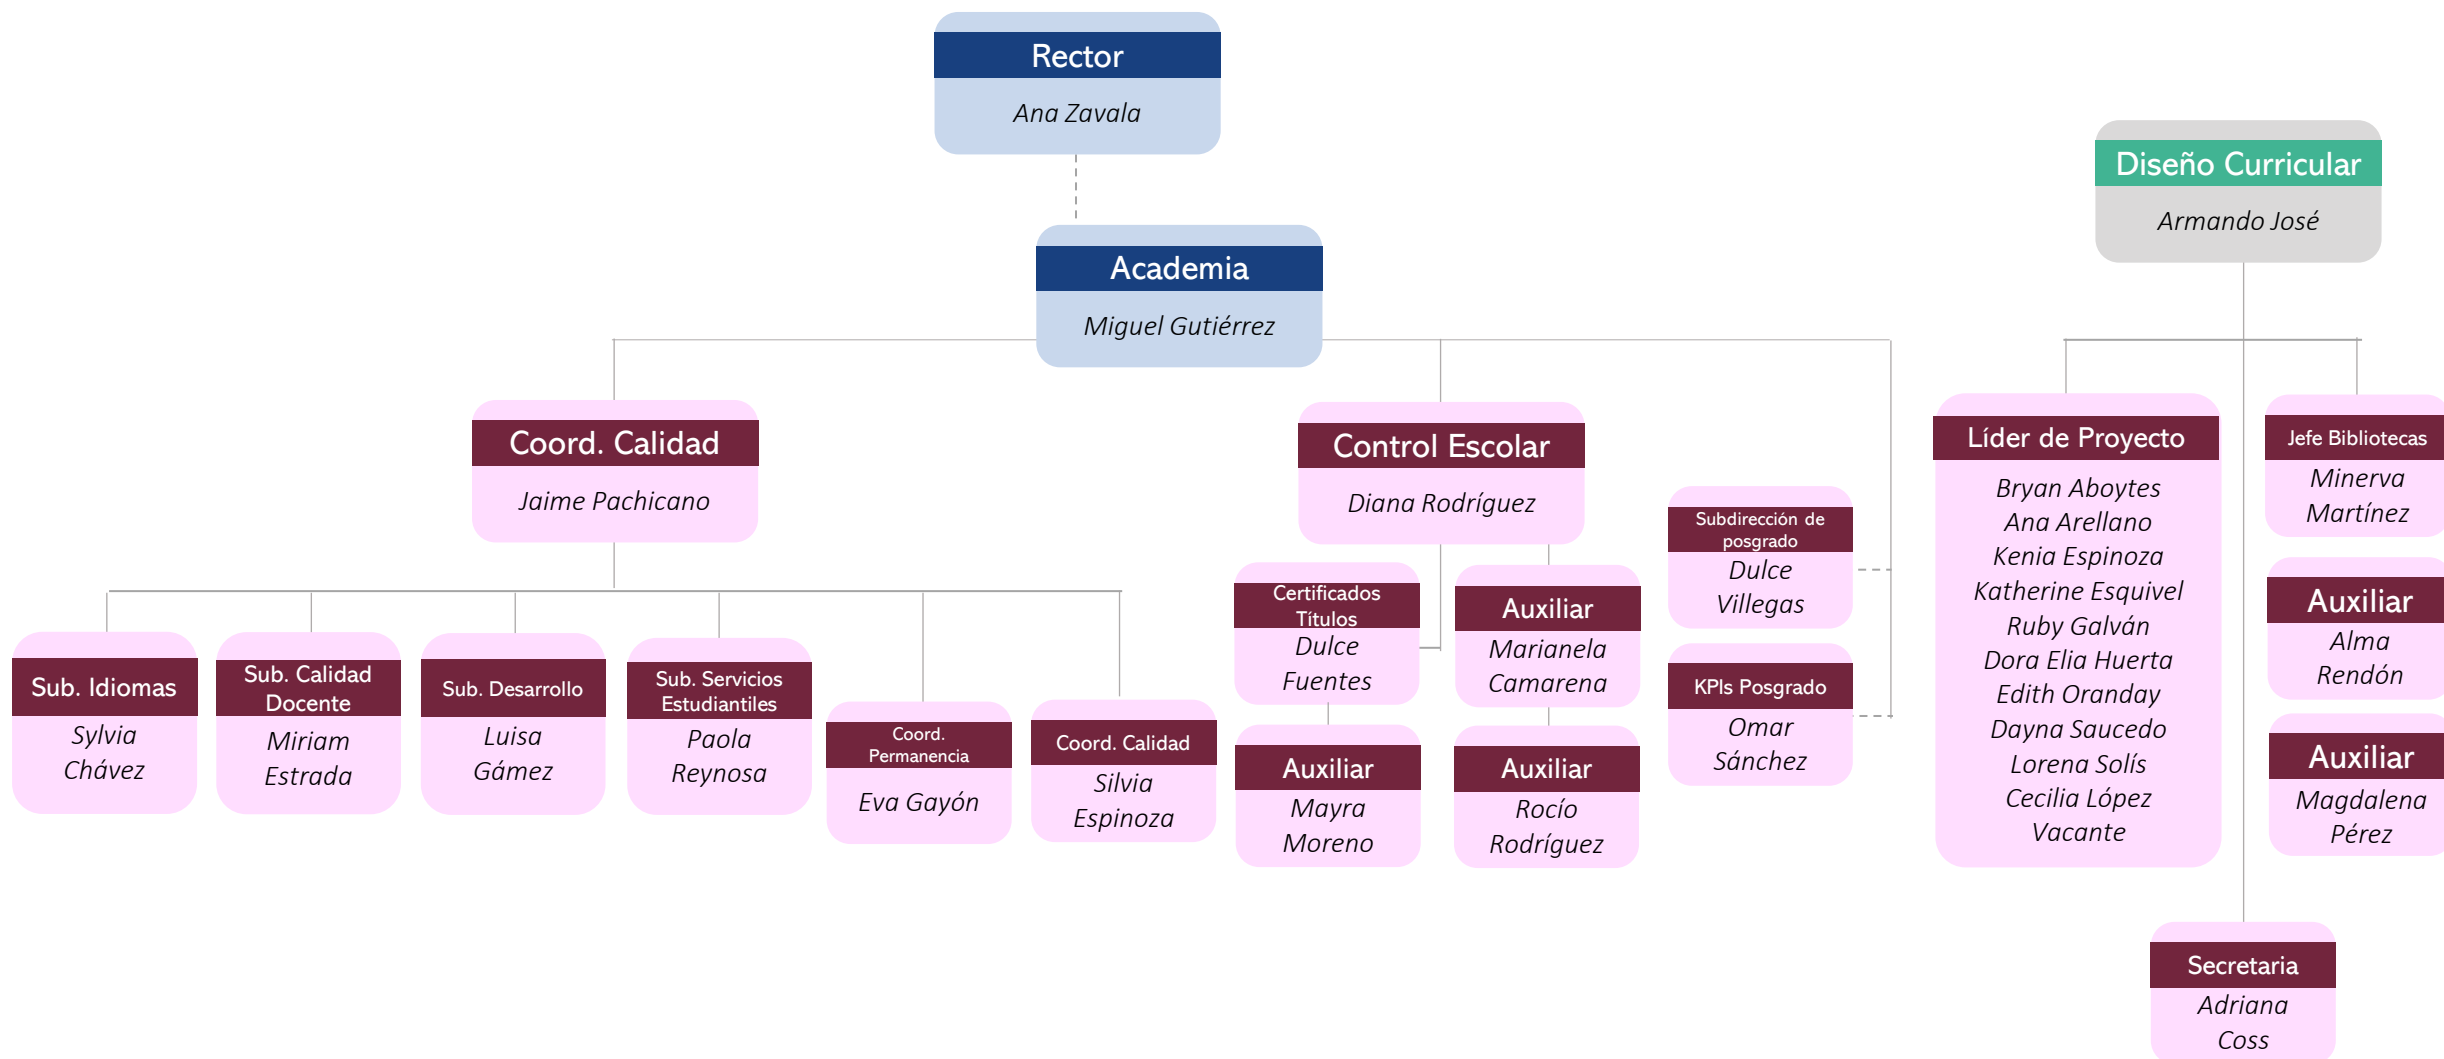 Rector
Ana Zavala
Academia
Miguel Gutiérrez
Diseño Curricular
Armando José
Coord. Calidad
Jaime Pachicano
Sub. Idiomas
Sylvia
Chávez
Sub. Calidad
Docente
Miriam
Estrada
Sub. Desarrollo
Luisa
Gámez
Sub. Servicios
Estudiantiles
Paola
Reynosa
Coord.
Permanencia
Eva Gayón
Coord. Calidad
Silvia
Espinoza
Control Escolar
Diana Rodríguez
Certificados
Títulos
Dulce
Fuentes
Auxiliar
Mayra
Moreno
Auxiliar
Marianela
Camarena
Auxiliar
Rocío
Rodríguez
Subdirección de
posgrado
Dulce
Villegas
KPIs Posgrado
Omar
Sánchez
Líder de Proyecto
Bryan Aboytes
Ana Arellano
Kenia Espinoza
Katherine Esquivel
Ruby Galván
Dora Elia Huerta
Edith Oranday
Dayna Saucedo
Lorena Solís
Cecilia López
Vacante
Jefe Bibliotecas
Minerva
Martínez
Auxiliar
Alma
Rendón
Auxiliar
Magdalena
Pérez
Secretaria
Adriana
Coss